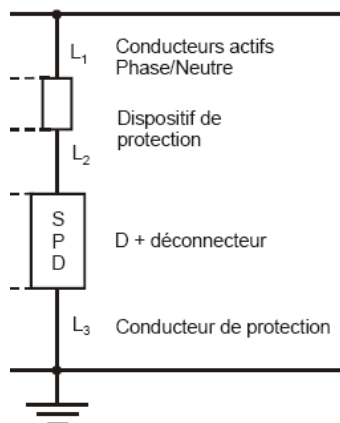 L1
Conducteurs actifs
Phase/Neutre
Dispositif de
protection
L2
S
P
D
D + déconnecteur
L3
Conducteur de protection